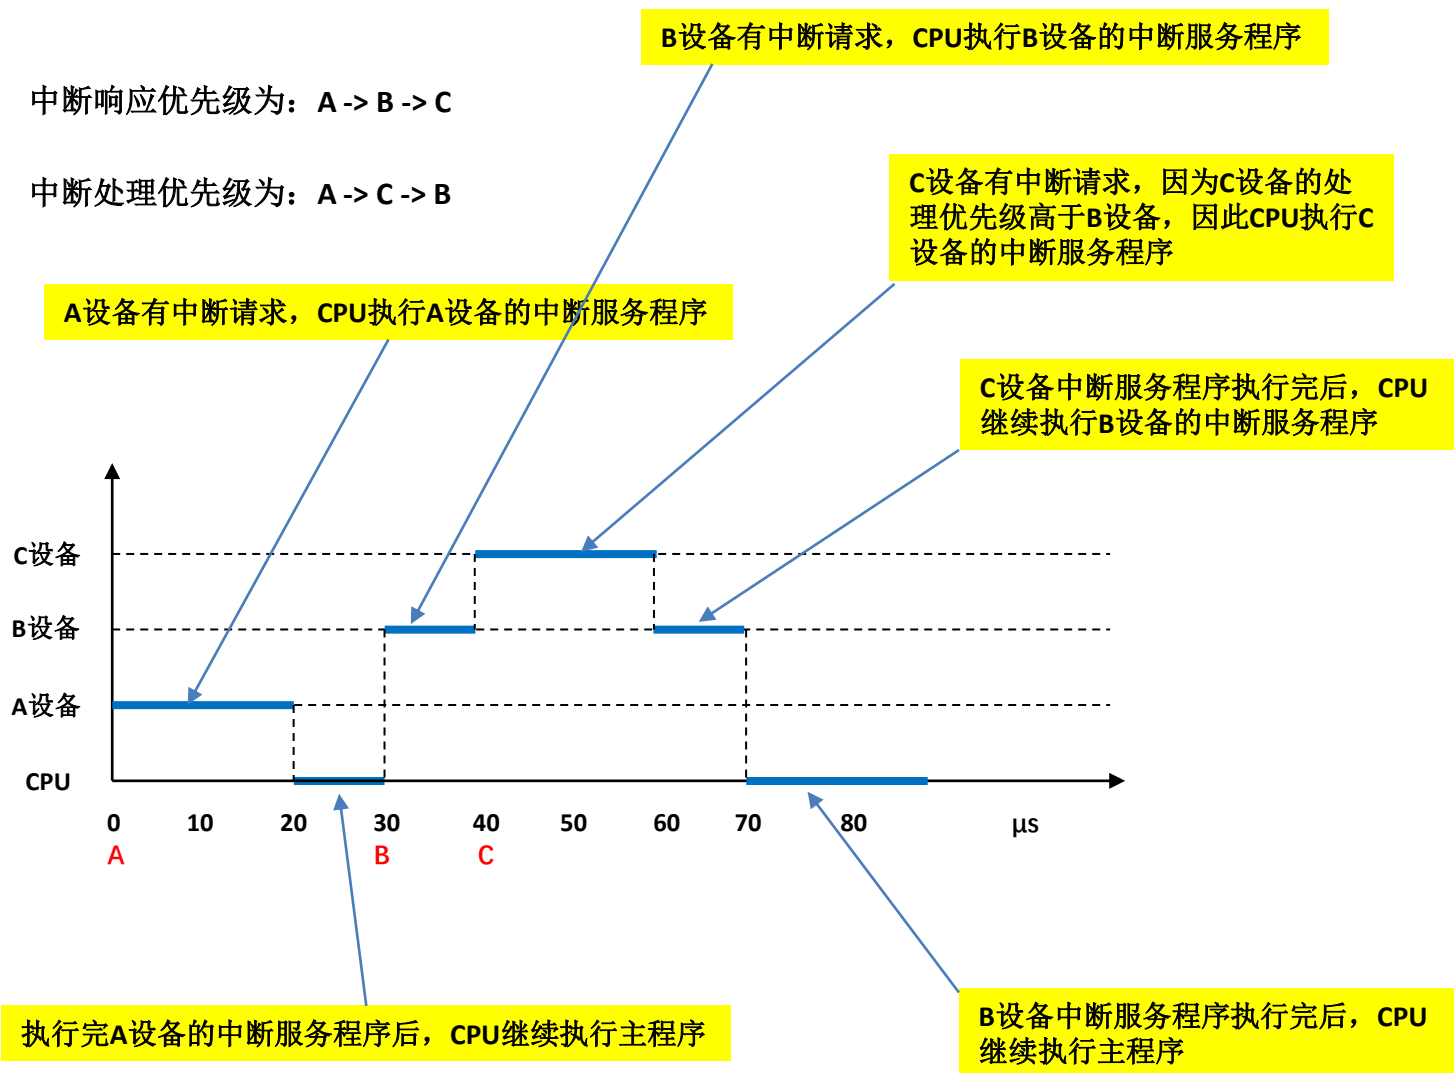 B设备有中断请求，CPU执行B设备的中断服务程序
中断响应优先级为：A -> B -> C
中断处理优先级为：A -> C -> B
C设备有中断请求，因为C设备的处
理优先级高于B设备，因此CPU执行C
设备的中断服务程序
A设备有中断请求，CPU执行A设备的中断服务程序
C设备中断服务程序执行完后，CPU
继续执行B设备的中断服务程序
C设备
B设备
A设备
CPU
0 10 20 30 40 50 60 70 80 μs
A B C
执行完A设备的中断服务程序后，CPU继续执行主程序
B设备中断服务程序执行完后，CPU
继续执行主程序